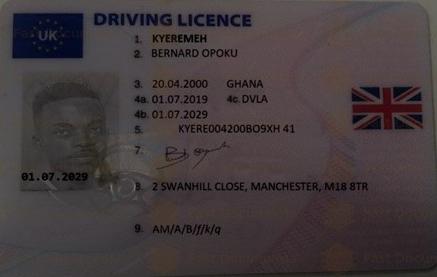 DRIVING LICENCE
UK
1. KYEREMEH
2. BERNARD OPOKU
3. 20.04.2000 GHANA
4a. 01.07.2019 4c. DVLA
4b. 01.07.2029
5. KYERE004200BO9XH 41
7.
01.07.2029
8. 2 SWANHILL CLOSE, MANCHESTER, M18 8TR
9. AM/A/B/f/k/q